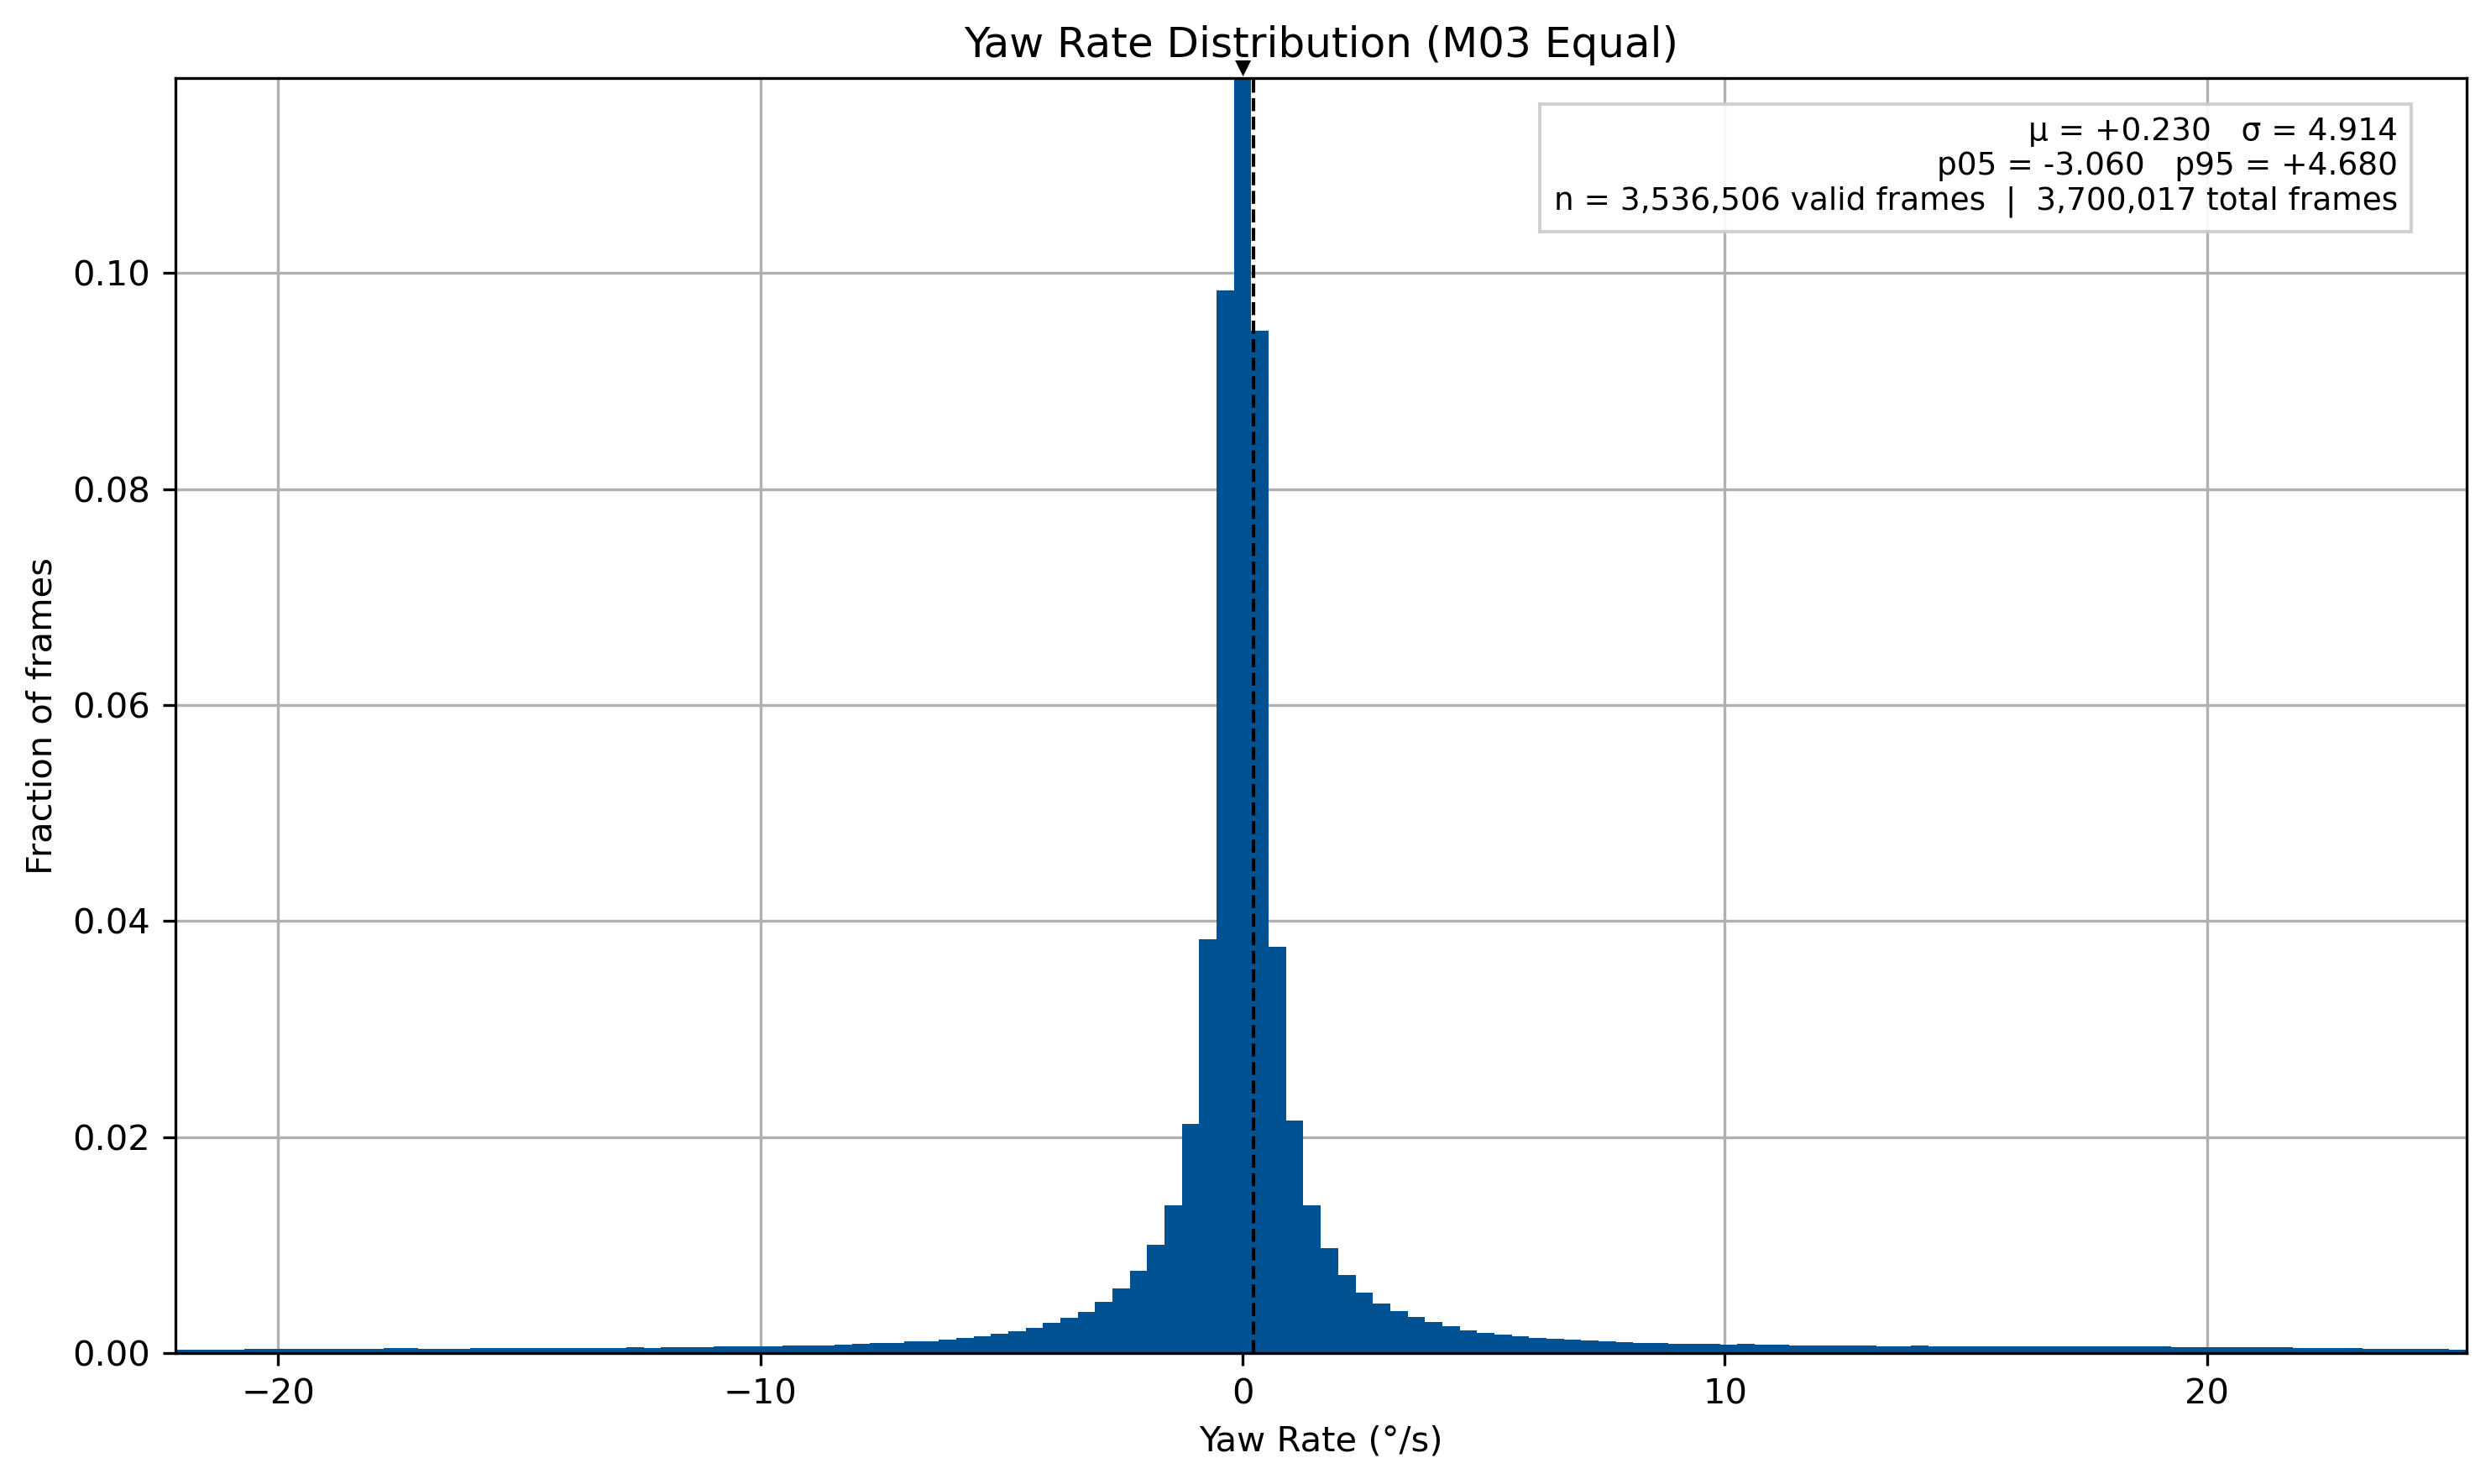 Yaw Rate Distribution (M03 Equal)
μ = +0.230   σ = 4.914
p05 = -3.060   p95 = +4.680
n = 3,536,506 valid frames  |  3,700,017 total frames
Fraction of frames
0.10
0.08
0.06
0.04
0.02
0.00
−20
−10
0
10
20
Yaw Rate (°/s)